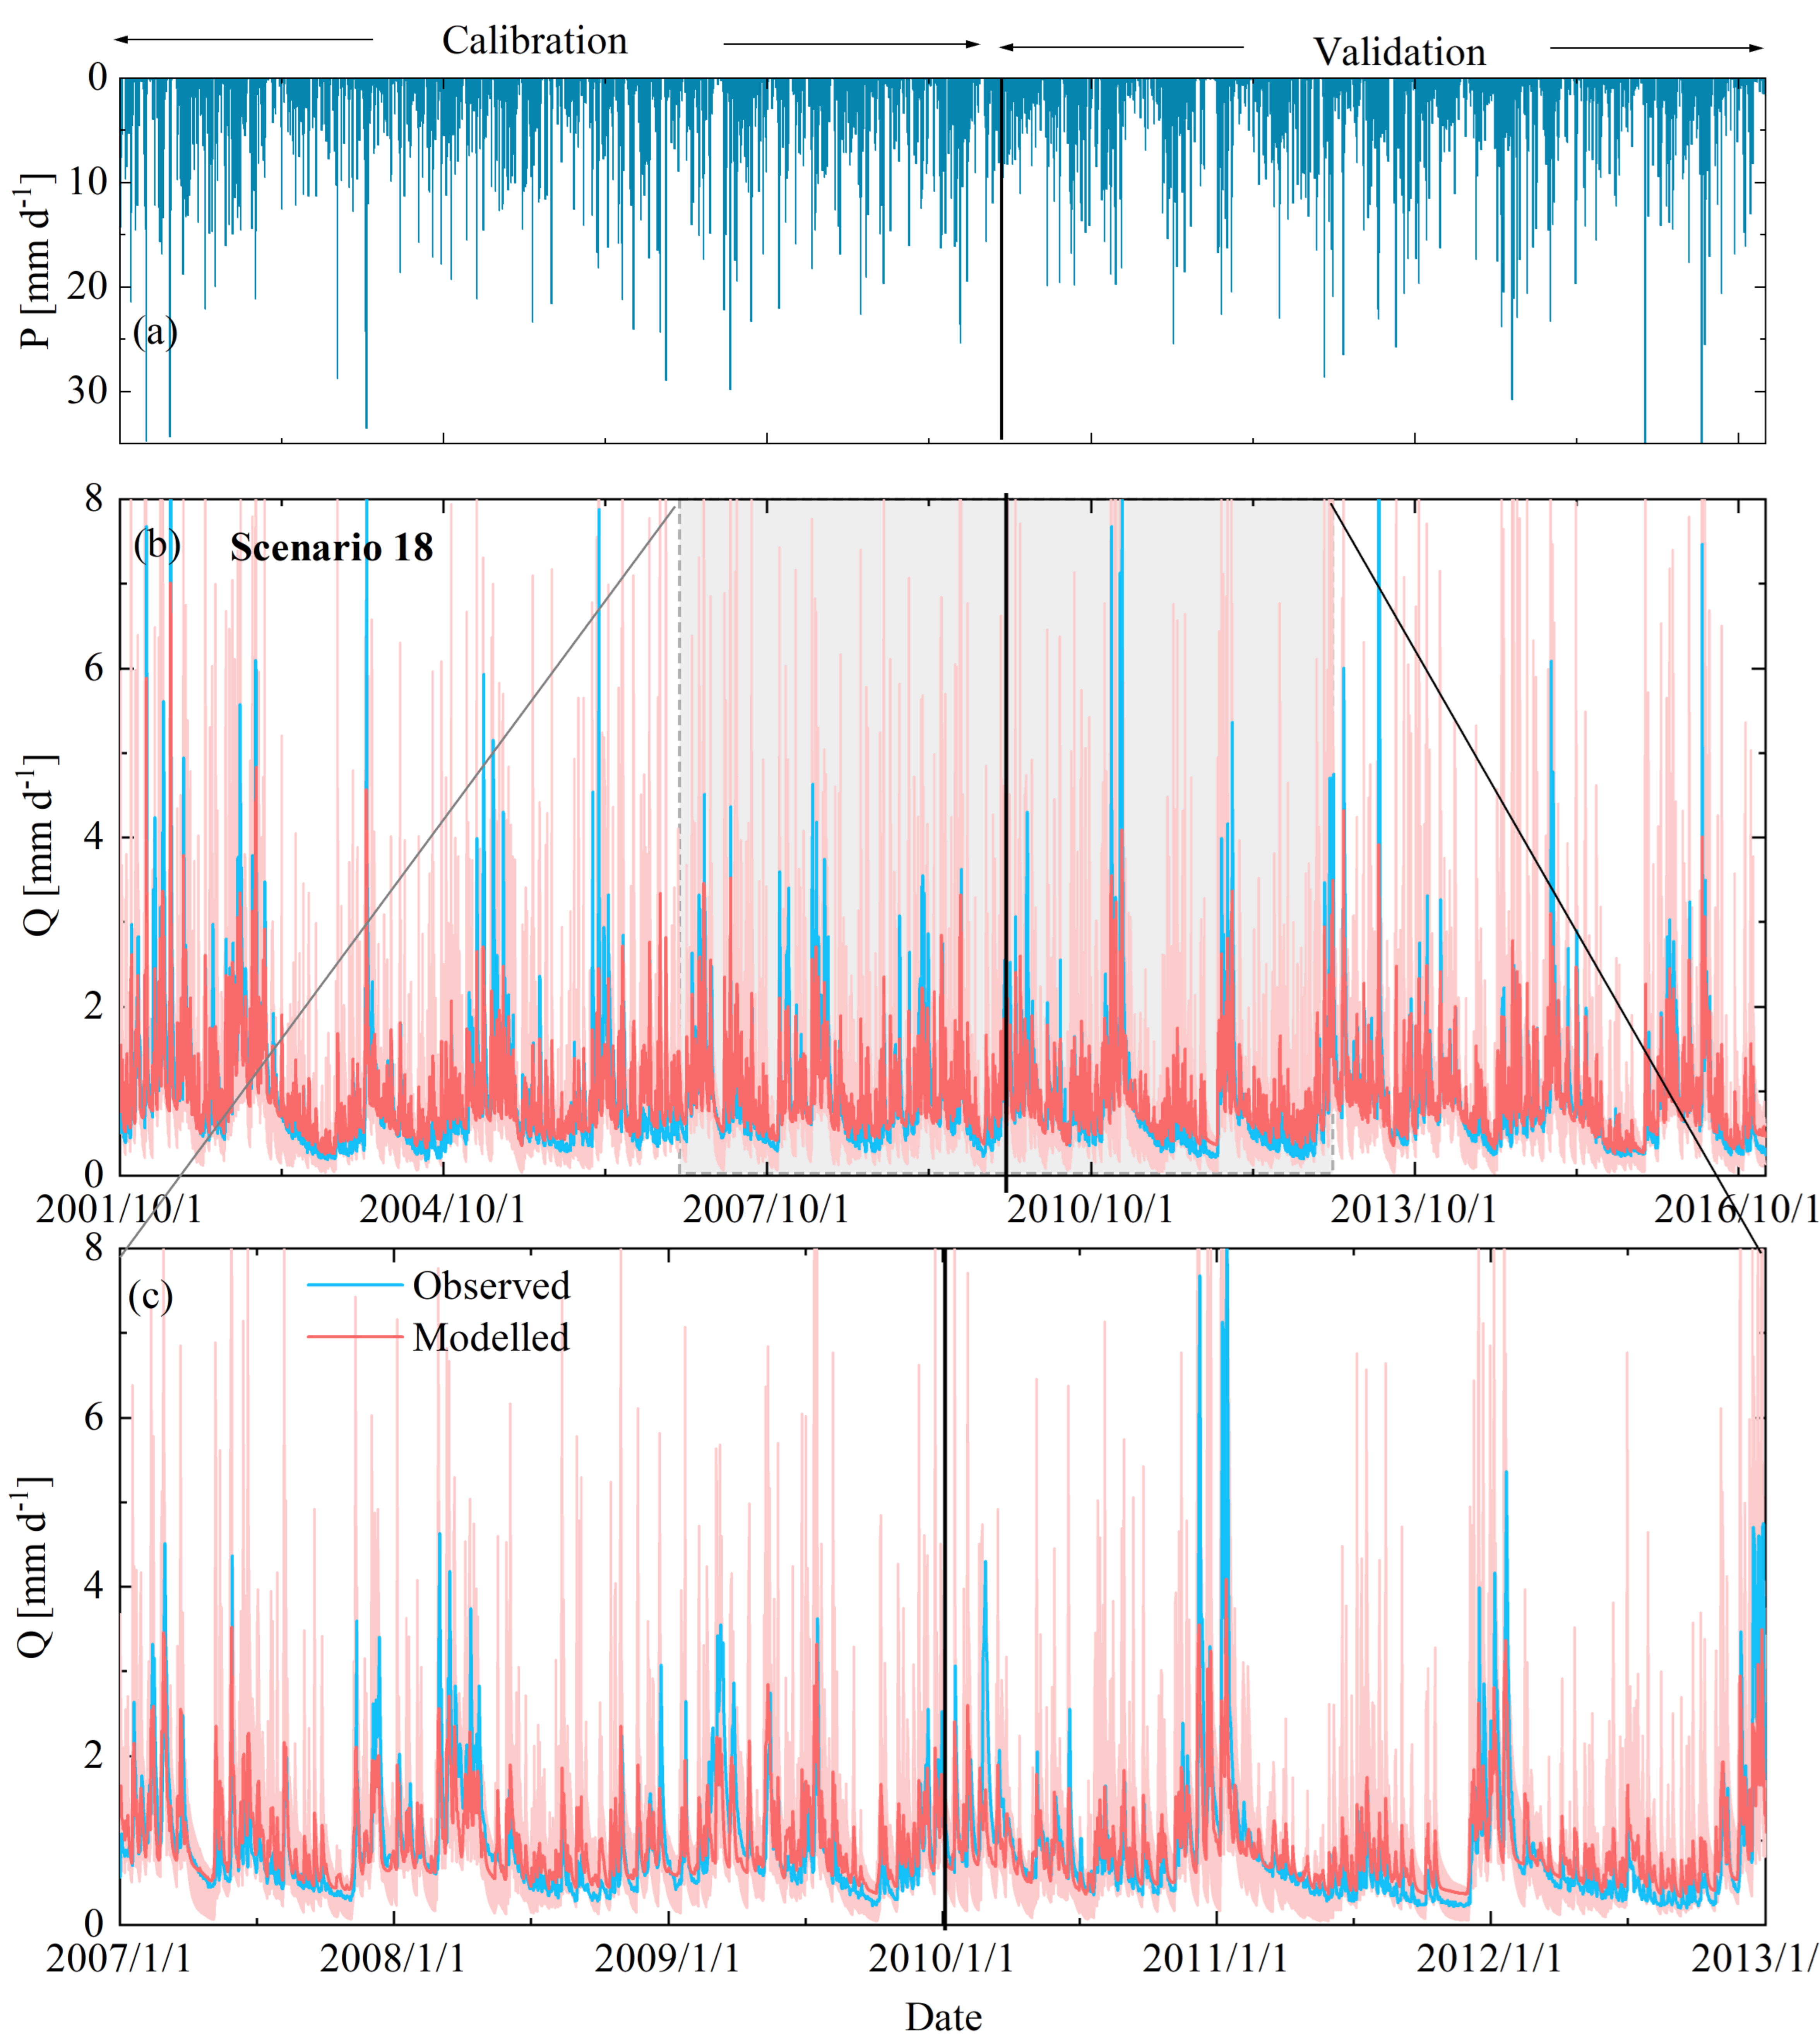 Calibration
Validation
0
10
20
30
P [mm d-1]
(a)
8
6
4
2
0
Q [mm d-1]
(b)
Scenario 18
2001/10/1
2004/10/1
2007/10/1
2010/10/1
2013/10/1
2016/10/1
8
6
4
2
0
Q [mm d-1]
(c)
Observed
Modelled
2007/1/1
2008/1/1
2009/1/1
2010/1/1
2011/1/1
2012/1/1
2013/1/
Date